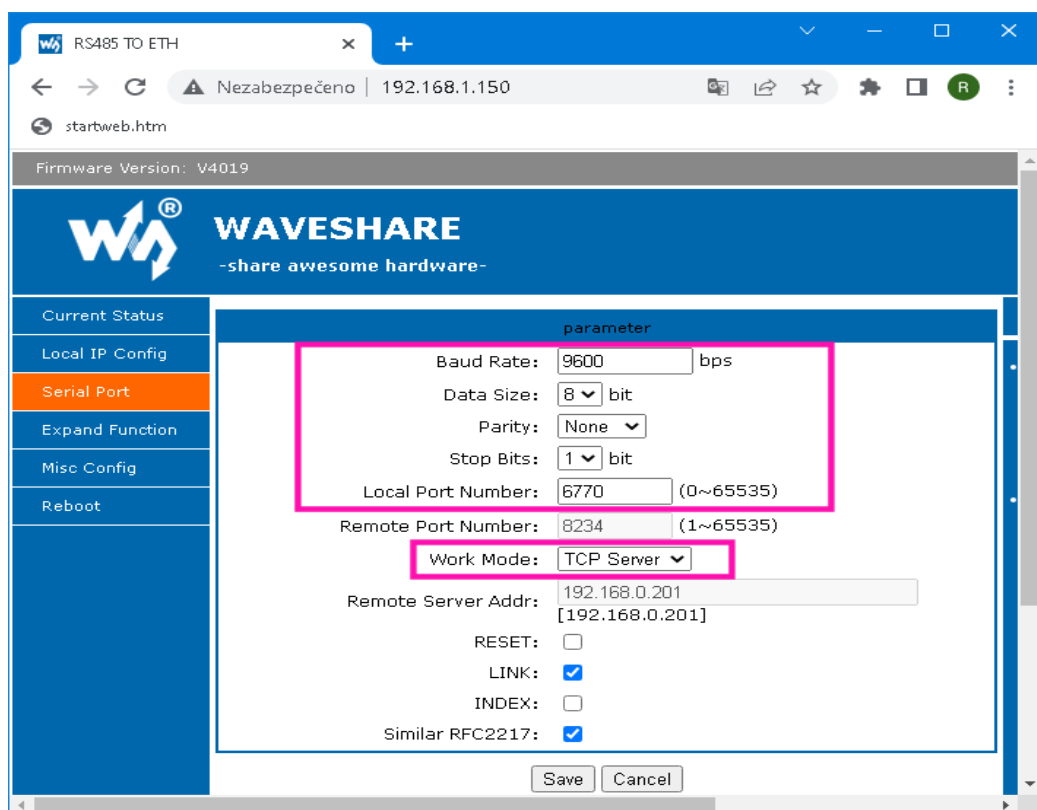 RS485 TO ETH
Nezabezpečeno | 192.168.1.150
R
startweb.htm
Firmware Version: V4019
®
WAVESHARE
-share awesome hardware-
Current Status
Local IP Config
Serial Port
Expand Function
Misc Config
Reboot
parameter
Baud Rate: 9600 bps
Data Size: 8 bit
Parity: None
Stop Bits: 1 bit
Local Port Number: 6770 (0~65535)
Remote Port Number: 8234 (1~65535)
Work Mode: TCP Server
Remote Server Addr: 192.168.0.201
[192.168.0.201]
RESET:
LINK:
INDEX:
Similar RFC2217:
Save Cancel